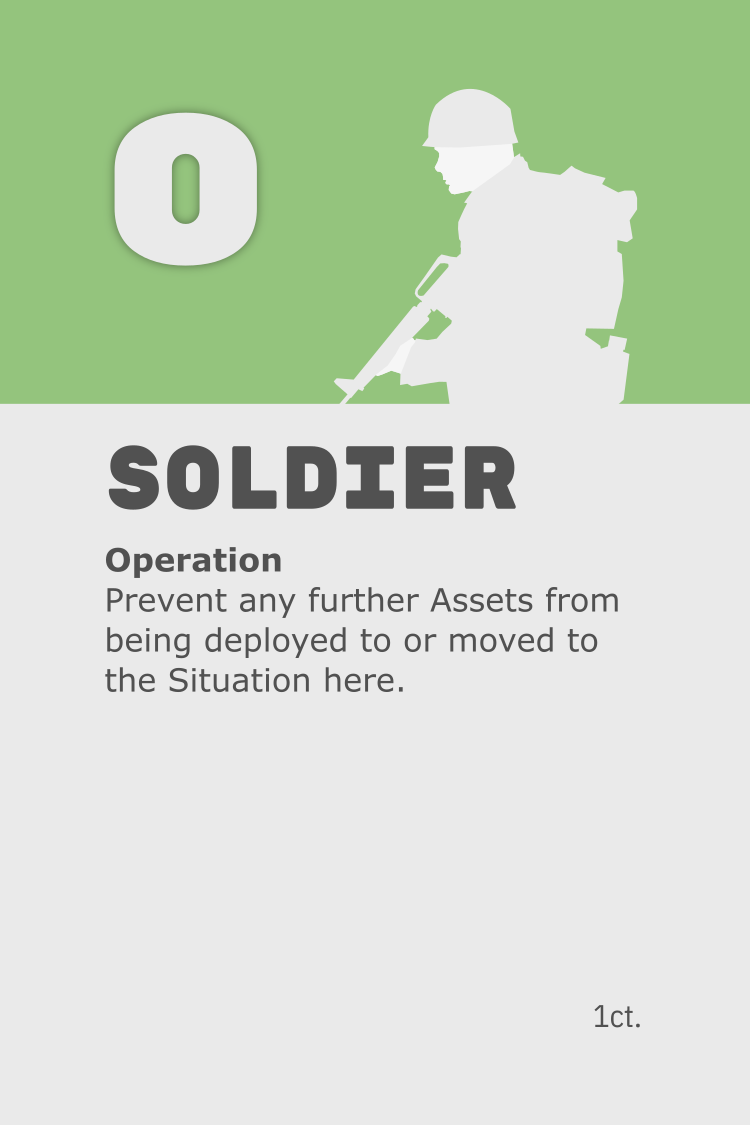 0
SOLDIER
Operation
Prevent any further Assets from
being deployed to or moved to
the Situation here.
1ct.